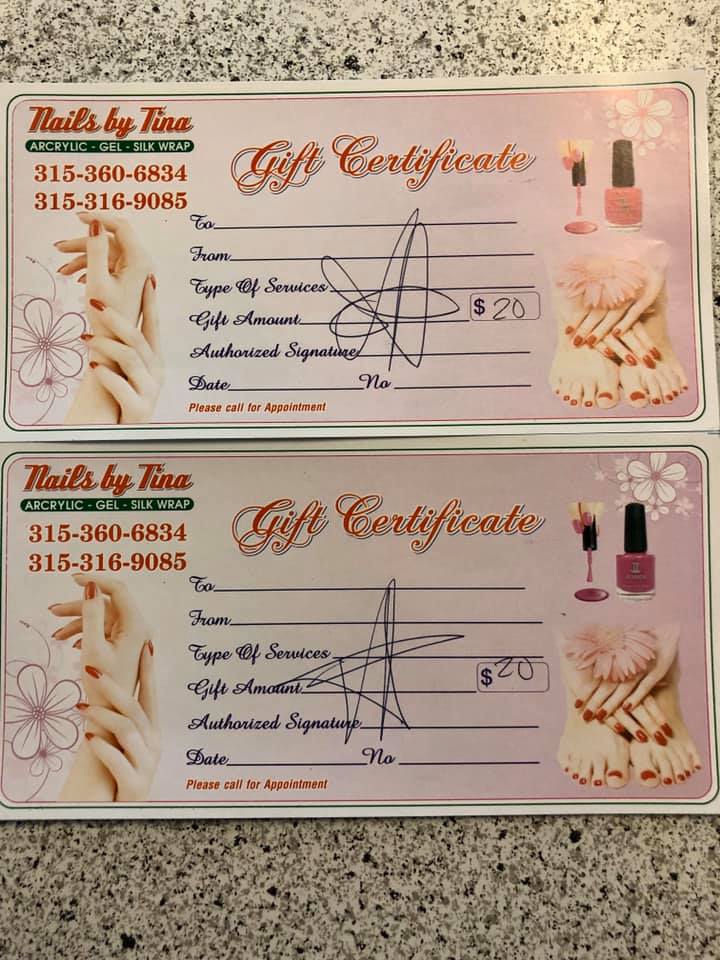 Nails by Tina
ARCRYLIC - GEL - SILK WRAP
315-360-6834
315-316-9085
Gift Certificate
To
From
Type Of Services
Gift Amount $ 20
Authorized Signature
Date No
Please call for Appointment
Nails by Tina
ARCRYLIC - GEL - SILK WRAP
315-360-6834
315-316-9085
Gift Certificate
To
From
Type Of Services
Gift Amount $ 20
Authorized Signature
Date No
Please call for Appointment